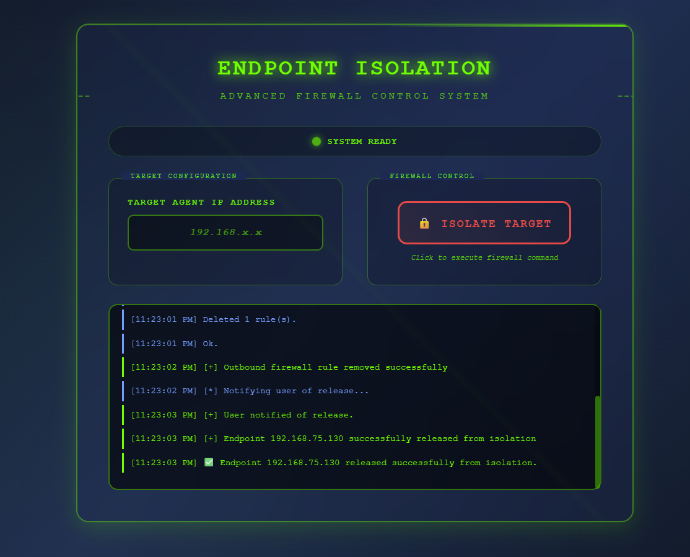 ENDPOINT ISOLATION
ADVANCED FIREWALL CONTROL SYSTEM
SYSTEM READY
TARGET CONFIGURATION
TARGET AGENT IP ADDRESS
192.168.x.x
FIREWALL CONTROL
🔒 ISOLATE TARGET
Click to execute firewall command
[11:23:01 PM] Deleted 1 rule(s).
[11:23:01 PM] Ok.
[11:23:02 PM] [+] Outbound firewall rule removed successfully
[11:23:02 PM] [*] Notifying user of release...
[11:23:03 PM] [+] User notified of release.
[11:23:03 PM] [+] Endpoint 192.168.75.130 successfully released from isolation
[11:23:03 PM] ✅ Endpoint 192.168.75.130 released successfully from isolation.